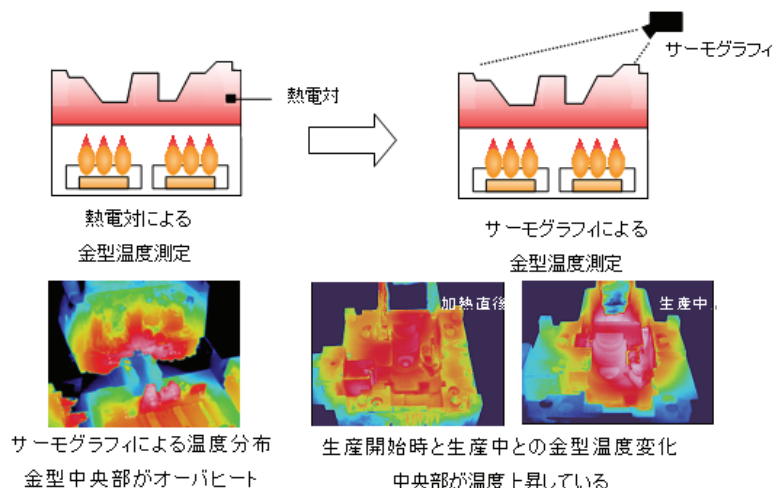 サーモグラフィ
熱電対
熱電対による
金型温度測定
サーモグラフィによる
金型温度測定
加熱直後
生産中
サーモグラフィによる温度分布
金型中央部がオーバヒート
生産開始時と生産中との金型温度変化
中央部が温度上昇している